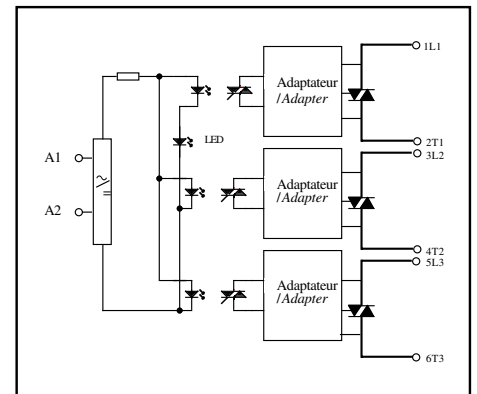 1L1
Adaptateur
/Adapter
2T1
LED
3L2
A1
Adaptateur
/Adapter
A2
4T2
5L3
Adaptateur
/Adapter
6T3